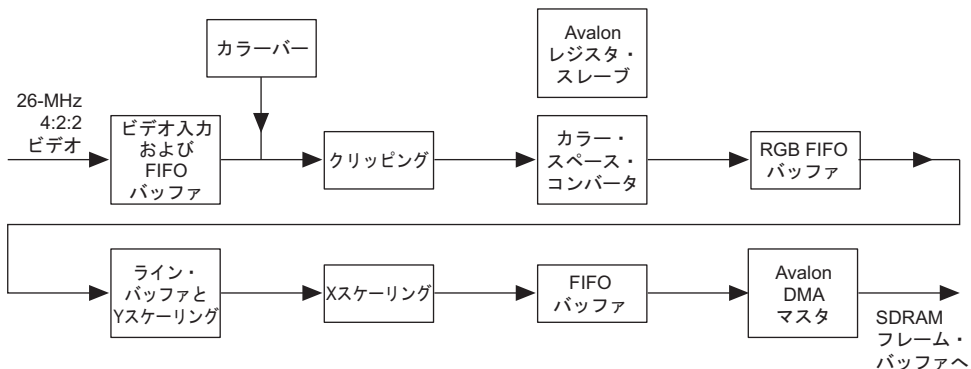 カラーバー
Avalon
レジスタ・
スレーブ
26-MHz
4:2:2
ビデオ
ビデオ入力
および
FIFO
バッファ
クリッピング
カラー・
スペース・
コンバータ
RGB FIFO
バッファ
ライン・
バッファと
Yスケーリング
Xスケーリング
FIFO
バッファ
Avalon
DMA
マスタ
SDRAM
フレーム・
バッファへ